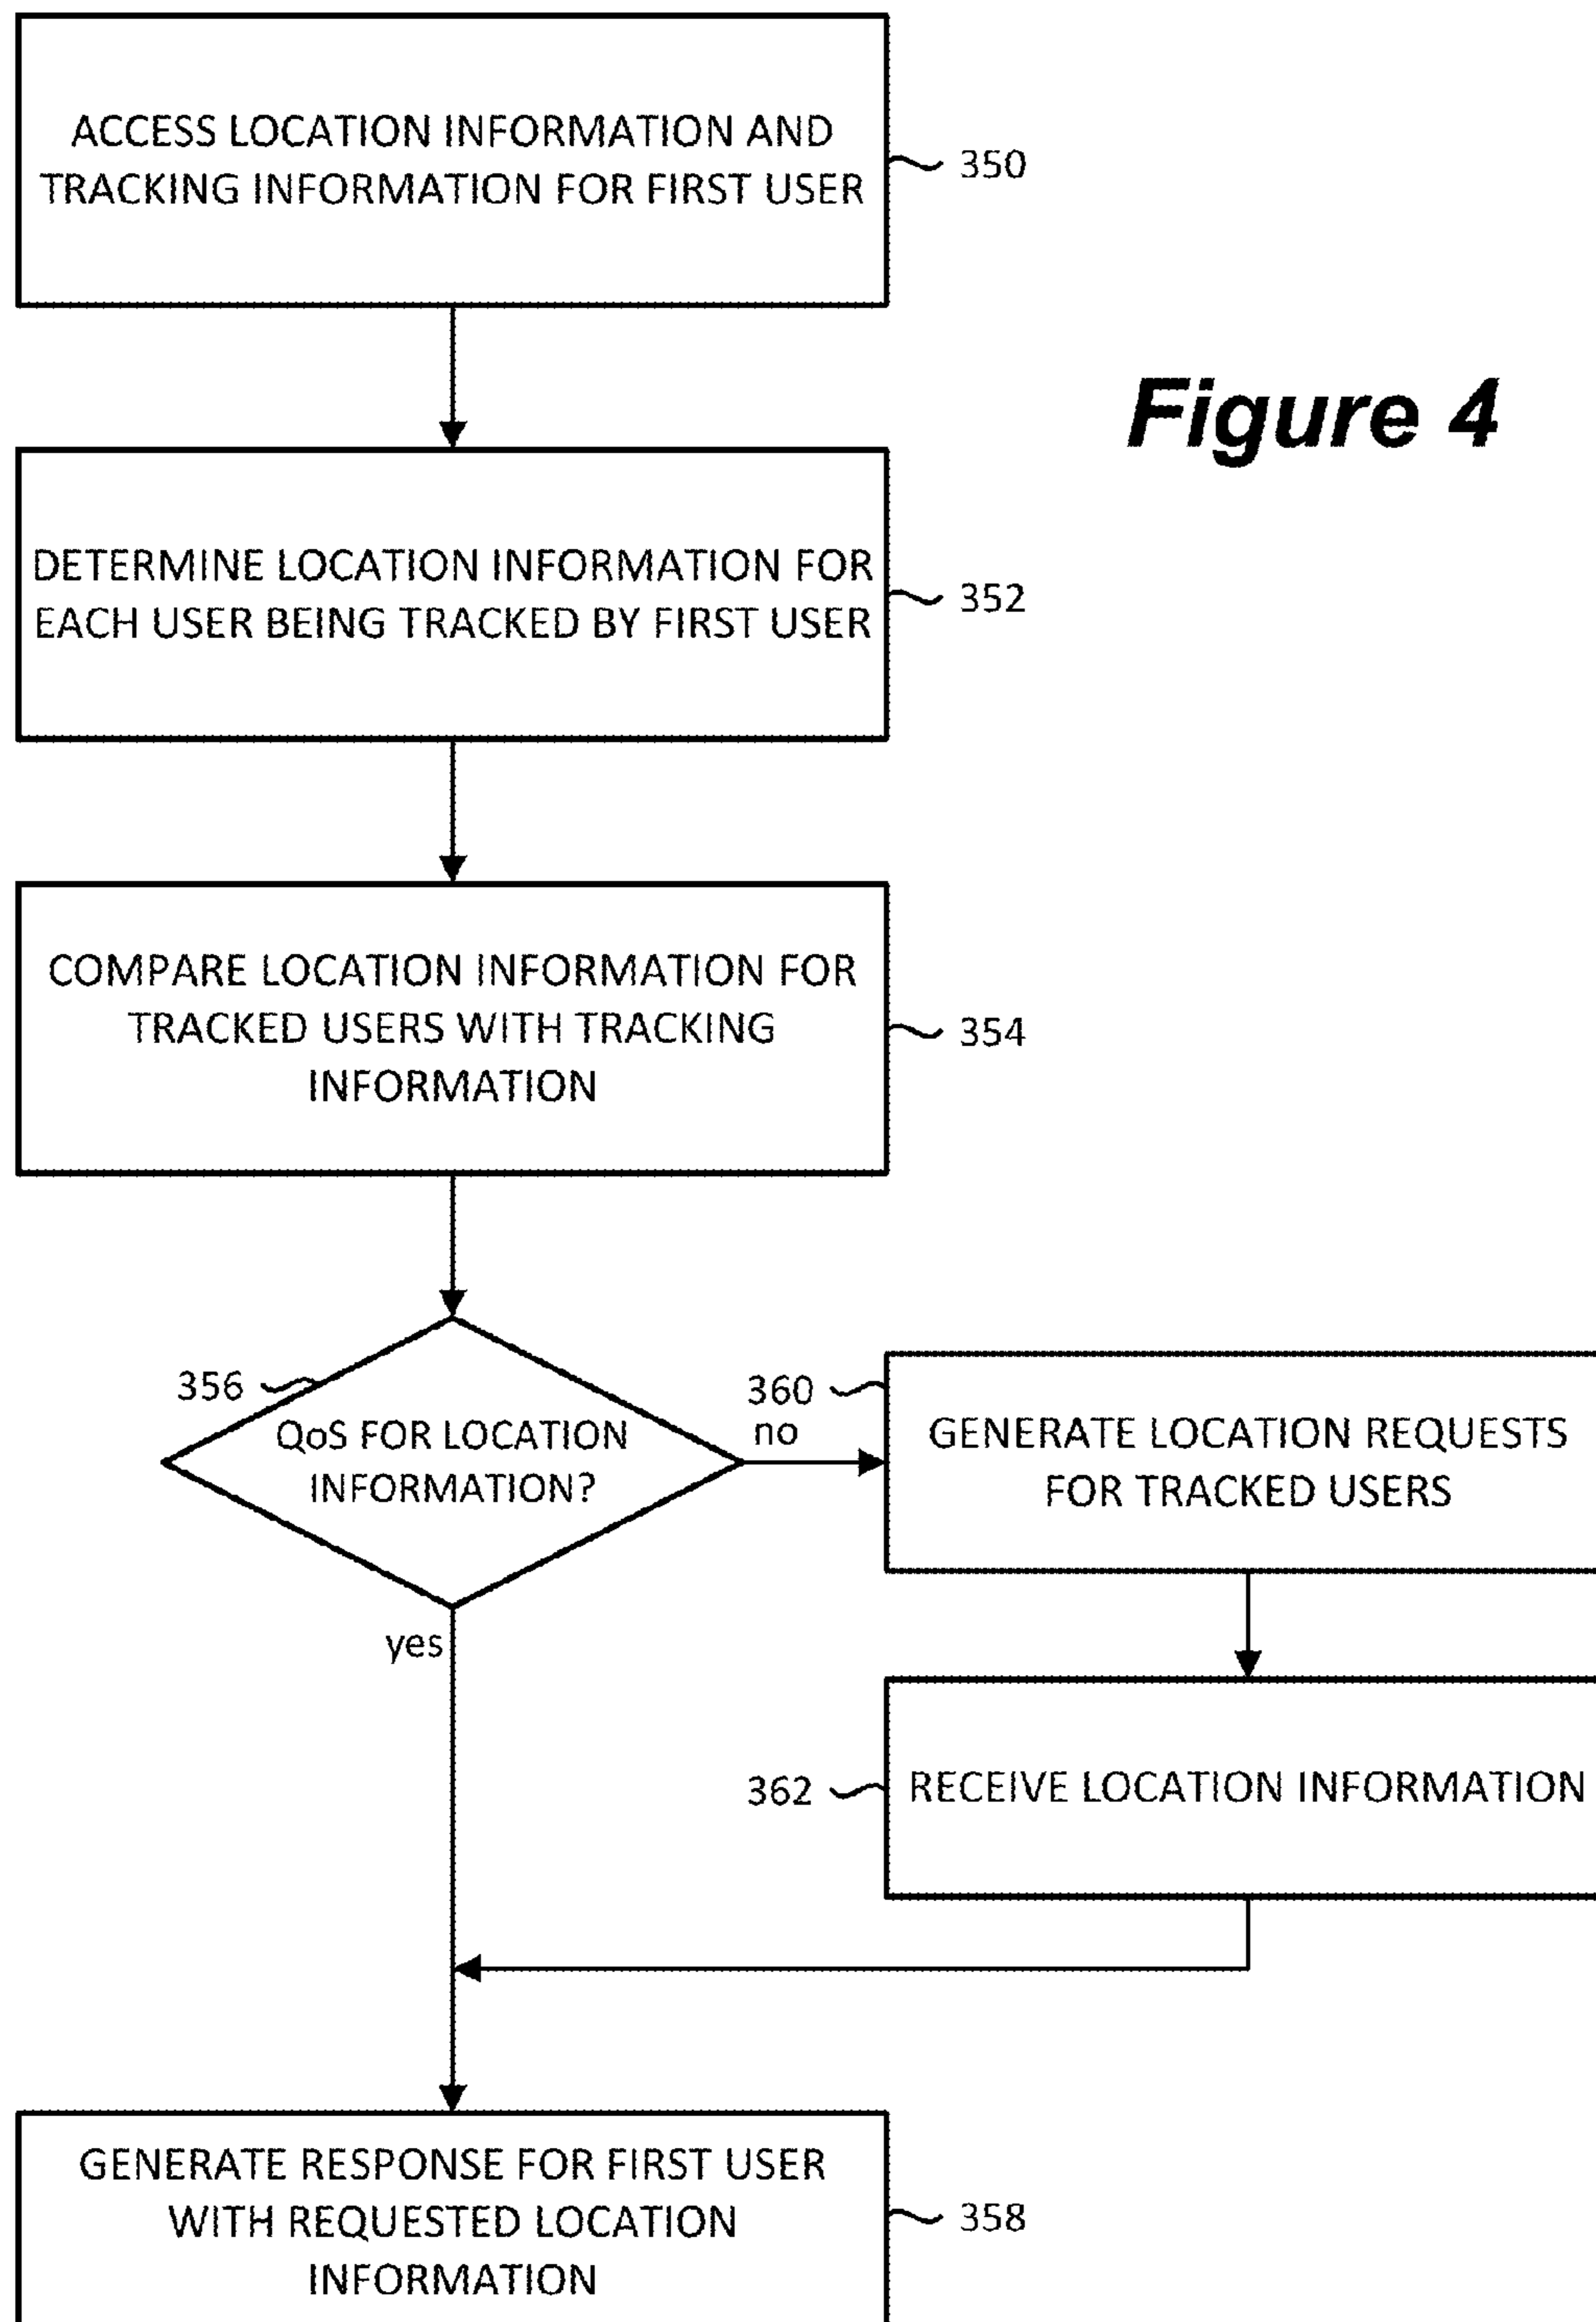 ACCESS LOCATION INFORMATION AND
TRACKING INFORMATION FOR FIRST USER
350
Figure 4
DETERMINE LOCATION INFORMATION FOR
EACH USER BEING TRACKED BY FIRST USER
352
COMPARE LOCATION INFORMATION FOR
TRACKED USERS WITH TRACKING
INFORMATION
354
356
QoS FOR LOCATION
INFORMATION?
no
yes
360
GENERATE LOCATION REQUESTS
FOR TRACKED USERS
362
RECEIVE LOCATION INFORMATION
GENERATE RESPONSE FOR FIRST USER
WITH REQUESTED LOCATION
INFORMATION
358